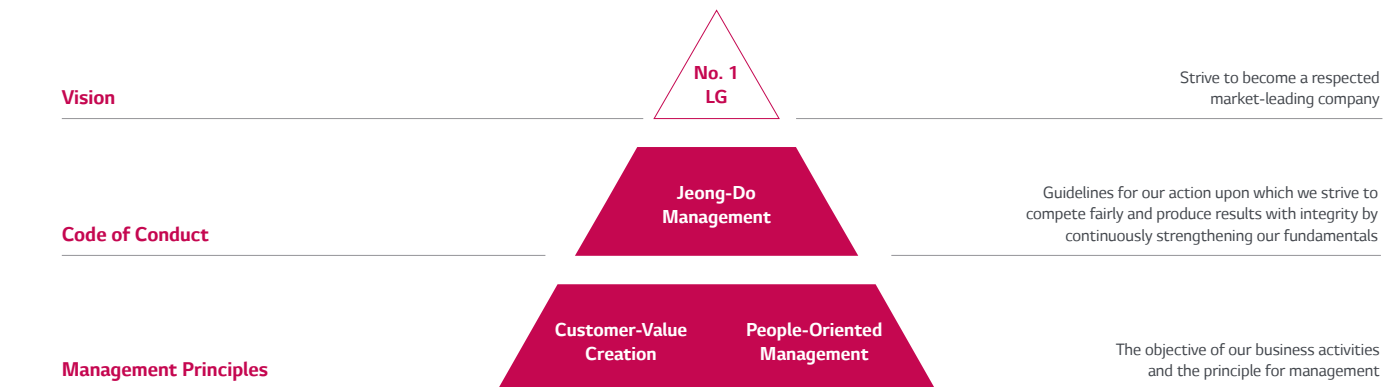 Vision
No. 1
LG
Strive to become a respected
market-leading company
Code of Conduct
Jeong-Do
Management
Guidelines for our action upon which we strive to
compete fairly and produce results with integrity by
continuously strengthening our fundamentals
Management Principles
Customer-Value
Creation
People-Oriented
Management
The objective of our business activities
and the principle for management